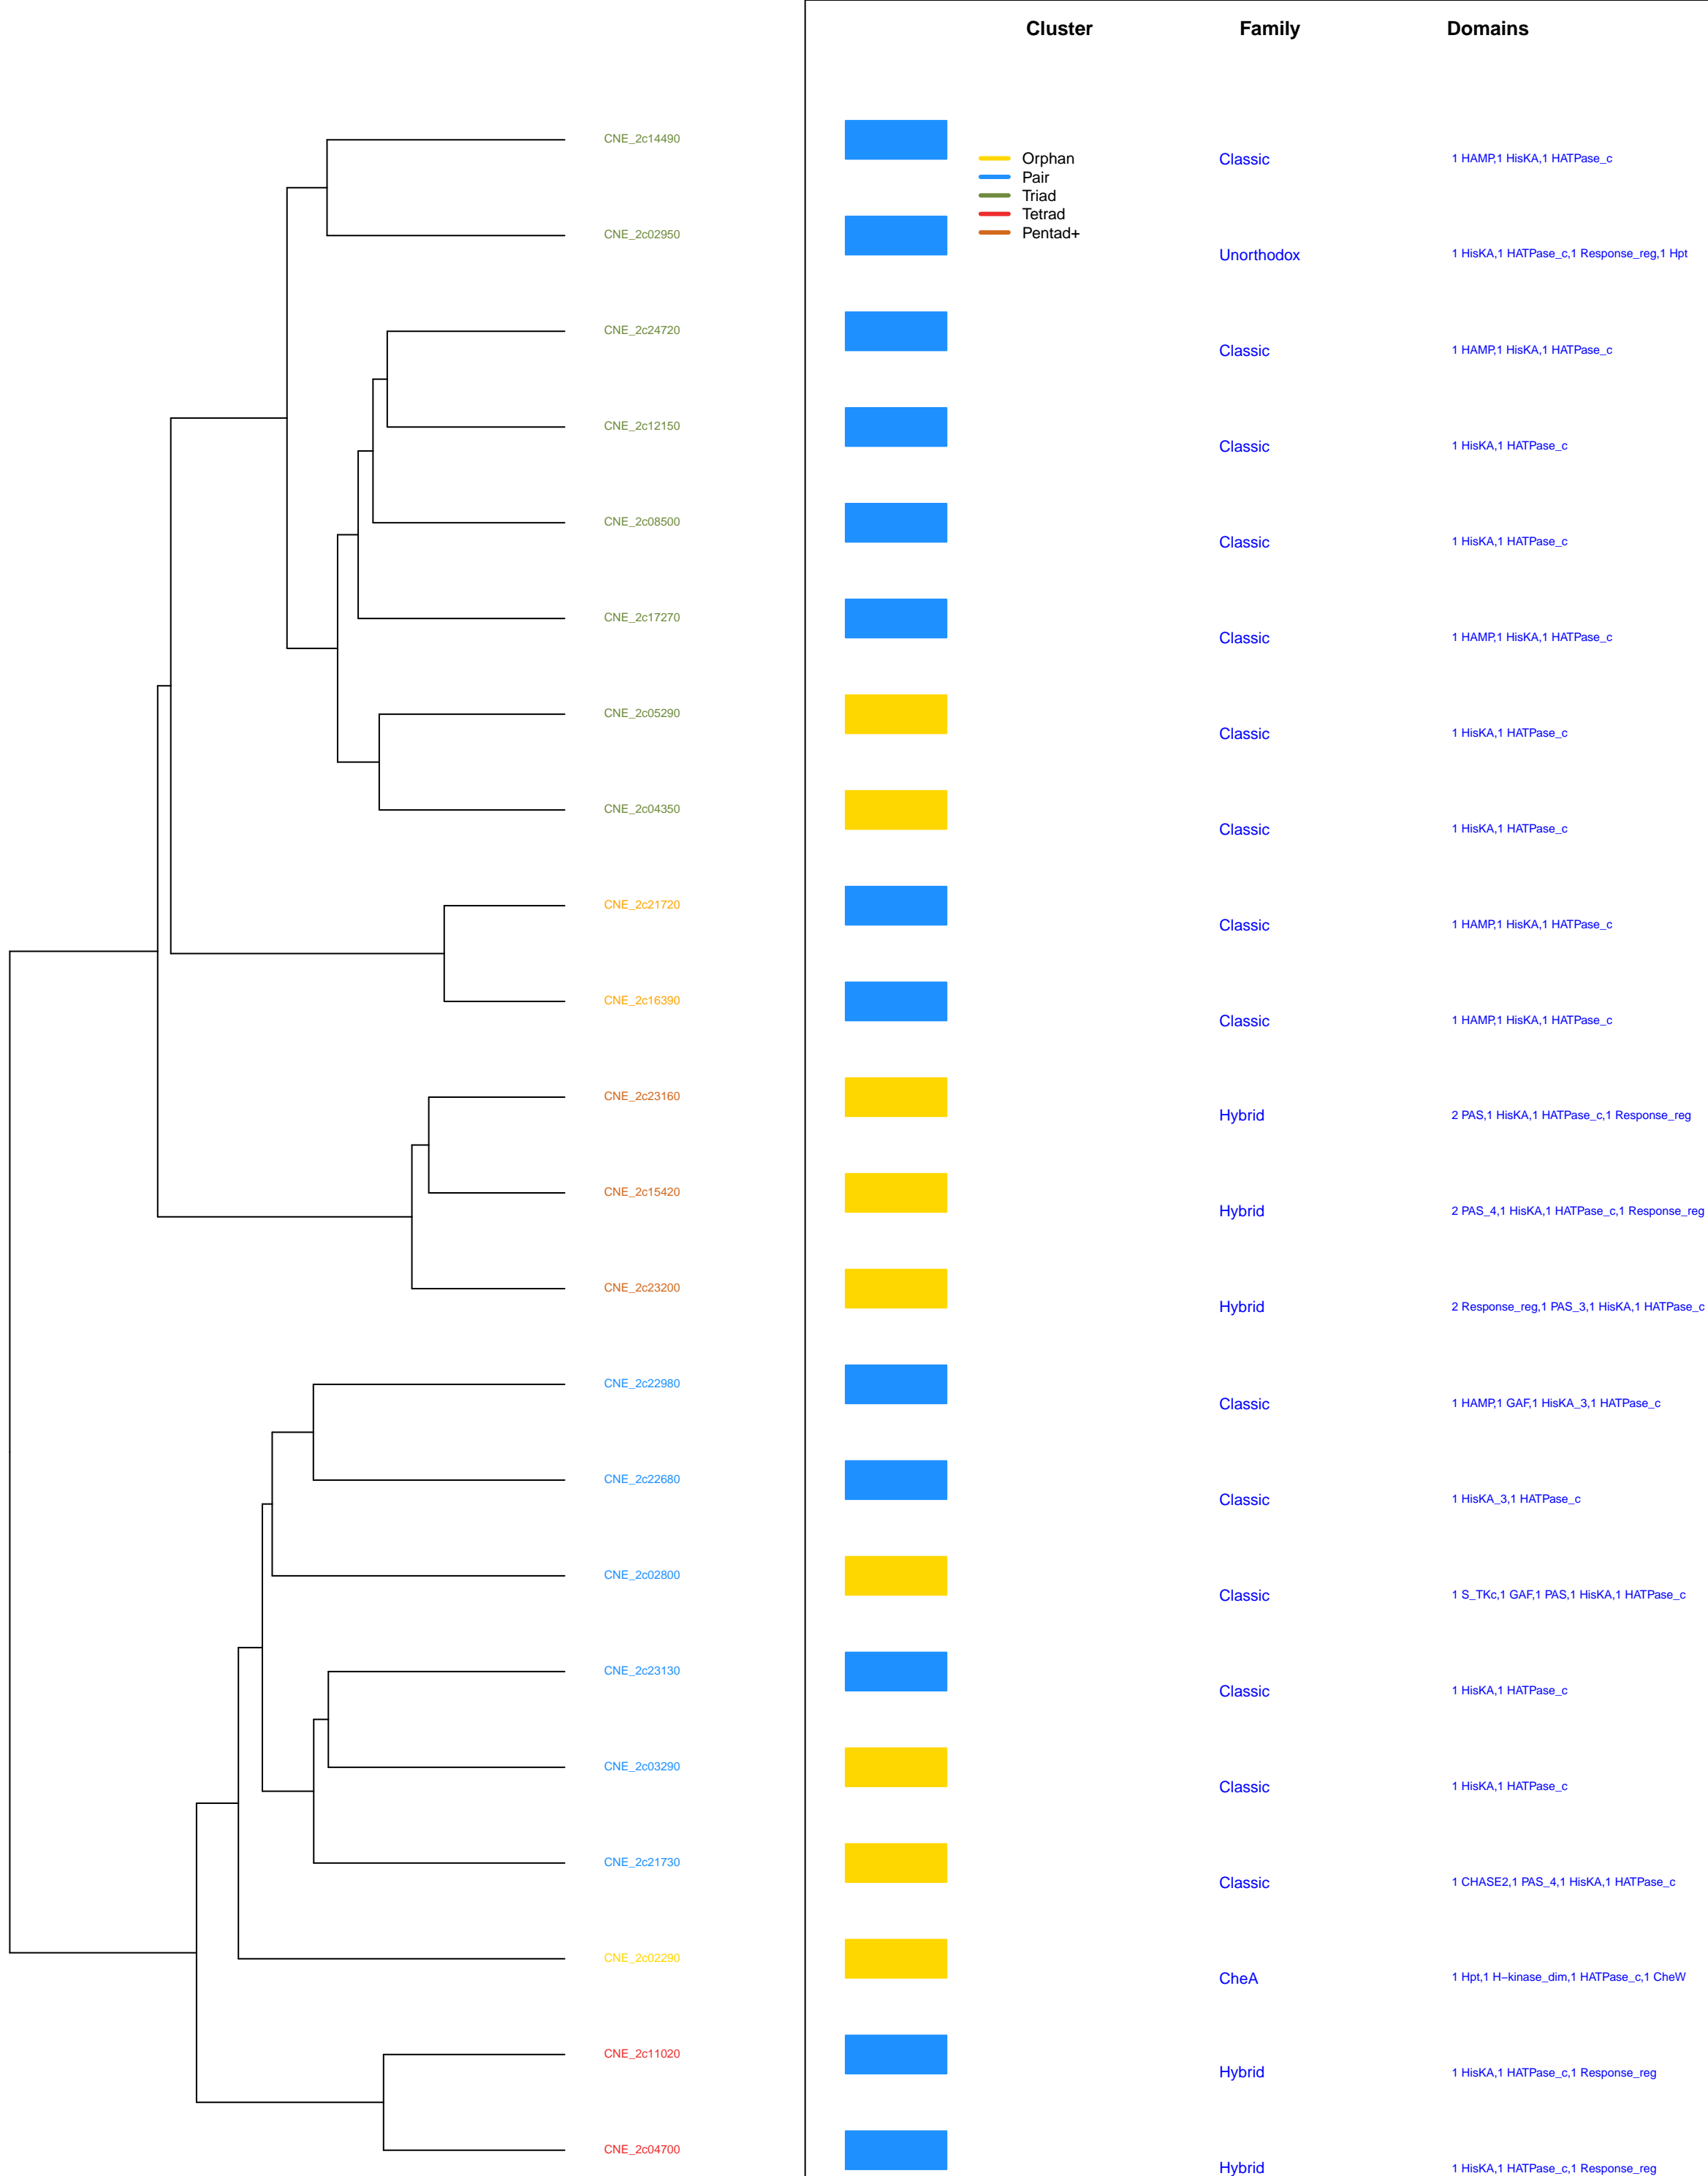 Cluster Family Domains
CNE_2c14490 Classic 1 HAMP,1 HisKA,1 HATPase_c
Orphan
Pair
Triad
Tetrad
Pentad+
CNE_2c02950 Unorthodox 1 HisKA,1 HATPase_c,1 Response_reg,1 Hpt
CNE_2c24720 Classic 1 HAMP,1 HisKA,1 HATPase_c
CNE_2c12150 Classic 1 HisKA,1 HATPase_c
CNE_2c08500 Classic 1 HisKA,1 HATPase_c
CNE_2c17270 Classic 1 HAMP,1 HisKA,1 HATPase_c
CNE_2c05290 Classic 1 HisKA,1 HATPase_c
CNE_2c04350 Classic 1 HisKA,1 HATPase_c
CNE_2c21720 Classic 1 HAMP,1 HisKA,1 HATPase_c
CNE_2c16390 Classic 1 HAMP,1 HisKA,1 HATPase_c
CNE_2c23160 Hybrid 2 PAS,1 HisKA,1 HATPase_c,1 Response_reg
CNE_2c15420 Hybrid 2 PAS_4,1 HisKA,1 HATPase_c,1 Response_reg
CNE_2c23200 Hybrid 2 Response_reg,1 PAS_3,1 HisKA,1 HATPase_c
CNE_2c22980 Classic 1 HAMP,1 GAF,1 HisKA_3,1 HATPase_c
CNE_2c22680 Classic 1 HisKA_3,1 HATPase_c
CNE_2c02800 Classic 1 S_TKc,1 GAF,1 PAS,1 HisKA,1 HATPase_c
CNE_2c23130 Classic 1 HisKA,1 HATPase_c
CNE_2c03290 Classic 1 HisKA,1 HATPase_c
CNE_2c21730 Classic 1 CHASE2,1 PAS_4,1 HisKA,1 HATPase_c
CNE_2c02290 CheA 1 Hpt,1 H−kinase_dim,1 HATPase_c,1 CheW
CNE_2c11020 Hybrid 1 HisKA,1 HATPase_c,1 Response_reg
CNE_2c04700 Hybrid 1 HisKA,1 HATPase_c,1 Response_reg